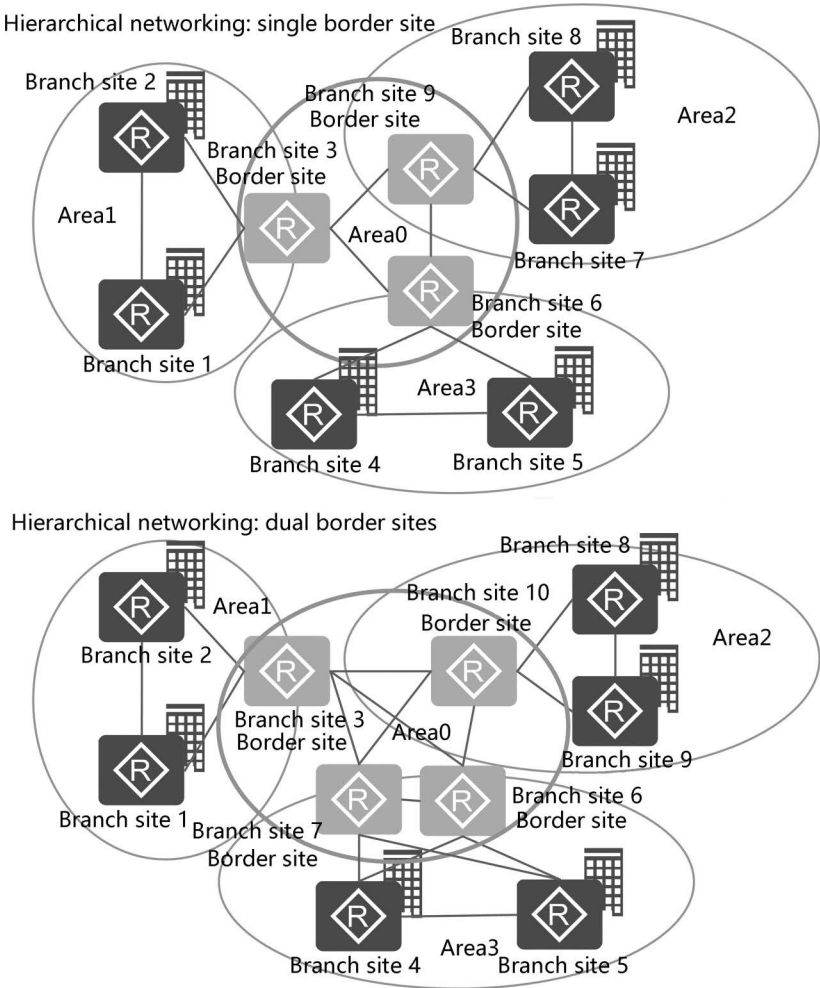 Hierarchical networking: single border site
Branch site 8
Branch site 2
Branch site 9
Border site
Area2
Branch site 3
Border site
R
R
R
R
Area1
Area0
R
R
R
Branch site 7
Branch site 6
Border site
Branch site 1
Area3
R
R
Branch site 4
Branch site 5
Hierarchical networking: dual border sites
Branch site 8
Branch site 2
Area1
Branch site 10
Border site
Area2
R
R
R
R
R
Branch site 3
Border site
Area0
Branch site 9
R
R
R
Branch site 1
Branch site 7
Border site
Branch site 6
Border site
R
R
Area3
Branch site 4
Branch site 5